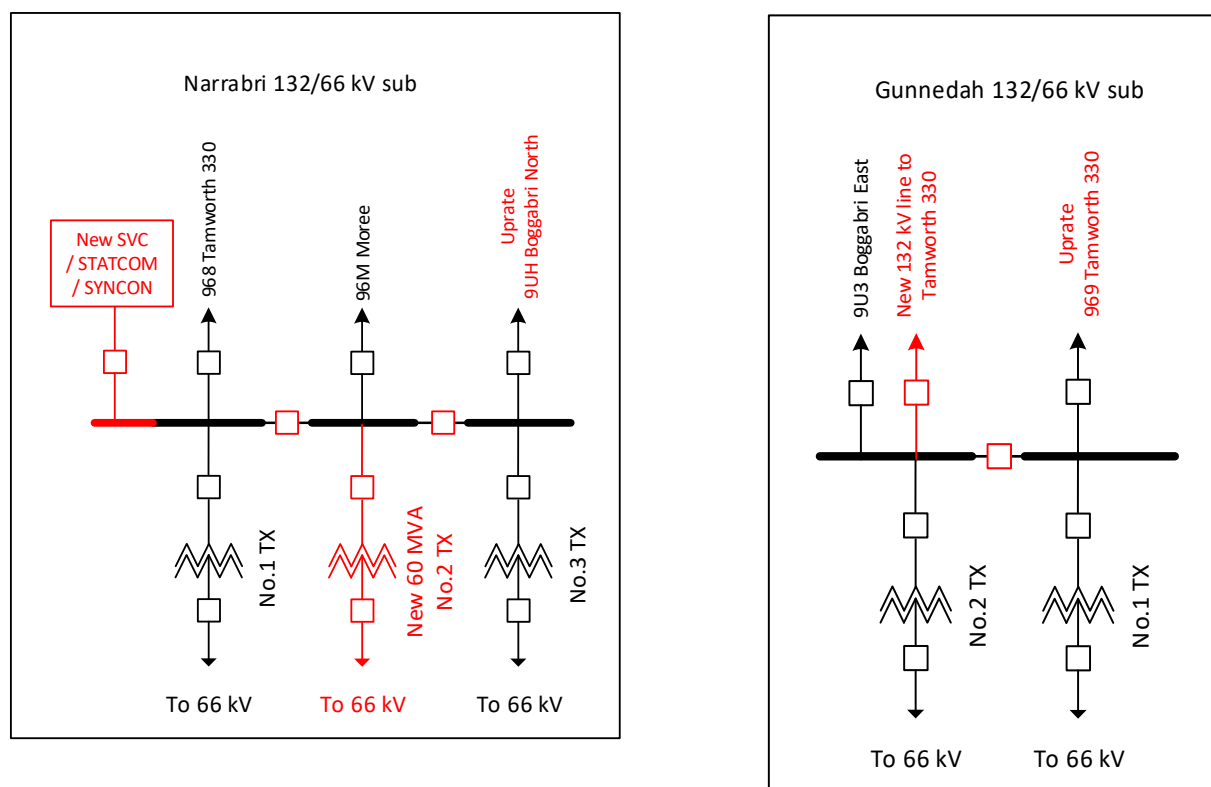 Narrabri 132/66 kV sub
New SVC
/ STATCOM
/ SYNCON
968 Tamworth 330
96M Moree
Uprate
9UH Boggabri North
No.1 TX
New 60 MVA
No.2 TX
No.3 TX
To 66 kV
To 66 kV
To 66 kV
Gunnedah 132/66 kV sub
9U3 Boggabri East
New 132 kV line to
Tamworth 330
Uprate
969 Tamworth 330
No.2 TX
No.1 TX
To 66 kV
To 66 kV